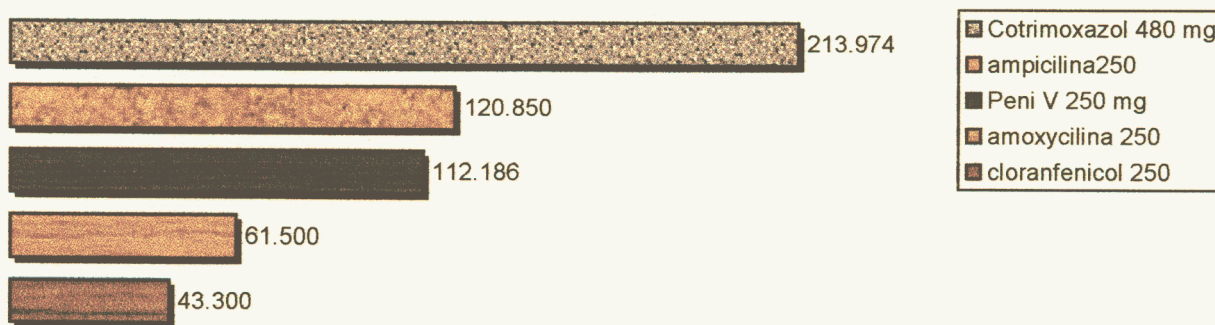 213.974
120.850
112.186
61.500
43.300
Cotrimoxazol 480 mg
ampicilina250
Peni V 250 mg
amoxycilina 250
cloranfenicol 250